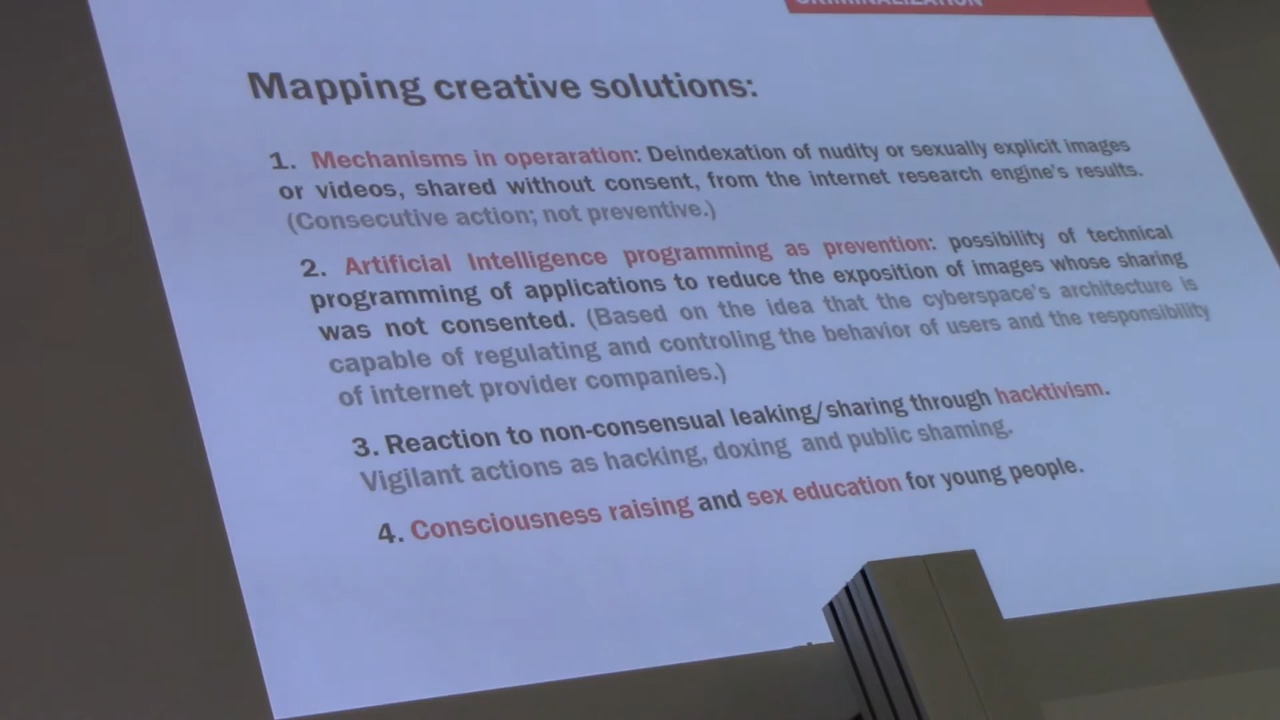 CRIMINALIZATION
Mapping creative solutions:
1. Mechanisms in operaration: Deindexation of nudity or sexually explicit images
or videos, shared without consent, from the internet research engine's results.
(Consecutive action; not preventive.)
2. Artificial Intelligence programming as prevention: possibility of technical
programming of applications to reduce the exposition of images whose sharing
was not consented. (Based on the idea that the cyberspace's architecture is
capable of regulating and controling the behavior of users and the responsibility
of internet provider companies.)
3. Reaction to non-consensual leaking/sharing through hacktivism.
Vigilant actions as hacking, doxing and public shaming.
4. Consciousness raising and sex education for young people.